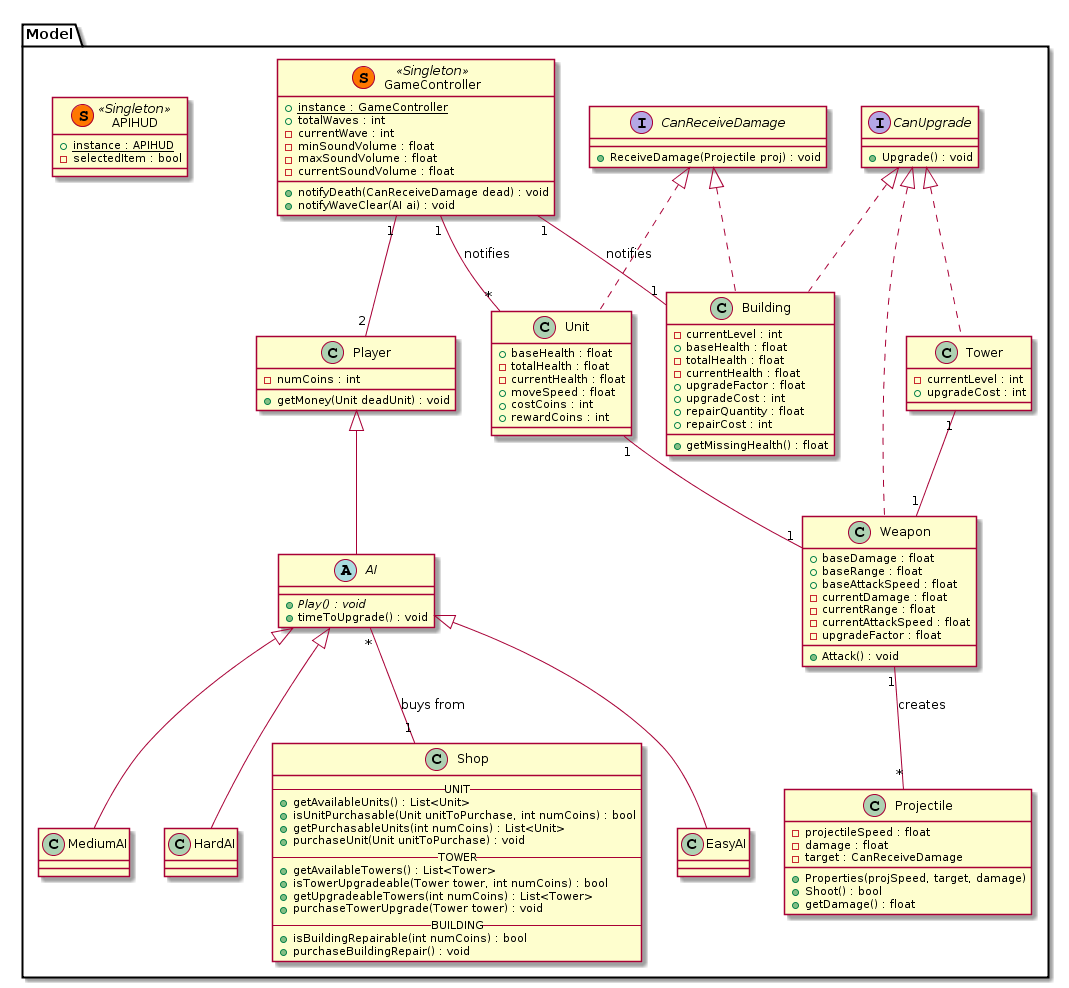 Model
S «Singleton»
APIHUD
instance : APIHUD
selectedItem : bool
S «Singleton»
GameController
instance : GameController
totalWaves : int
currentWave : int
minSoundVolume : float
maxSoundVolume : float
currentSoundVolume : float
notifyDeath(CanReceiveDamage dead) : void
notifyWaveClear(AI ai) : void
I CanReceiveDamage
ReceiveDamage(Projectile proj) : void
I CanUpgrade
Upgrade() : void
1
1
1
notifies
notifies
2
*
1
C Player
numCoins : int
getMoney(Unit deadUnit) : void
C Unit
baseHealth : float
totalHealth : float
currentHealth : float
moveSpeed : float
costCoins : int
rewardCoins : int
C Building
currentLevel : int
baseHealth : float
totalHealth : float
currentHealth : float
upgradeFactor : float
upgradeCost : int
repairQuantity : float
repairCost : int
getMissingHealth() : float
C Tower
currentLevel : int
upgradeCost : int
1
1
1
1
A AI
Play() : void
timeToUpgrade() : void
C Weapon
baseDamage : float
baseRange : float
baseAttackSpeed : float
currentDamage : float
currentRange : float
currentAttackSpeed : float
upgradeFactor : float
Attack() : void
*
buys from
1
1
creates
*
C MediumAI
C HardAI
C Shop
UNIT
getAvailableUnits() : List<Unit>
isUnitPurchasable(Unit unitToPurchase, int numCoins) : bool
getPurchasableUnits(int numCoins) : List<Unit>
purchaseUnit(Unit unitToPurchase) : void
TOWER
getAvailableTowers() : List<Tower>
isTowerUpgradeable(Tower tower, int numCoins) : bool
getUpgradeableTowers(int numCoins) : List<Tower>
purchaseTowerUpgrade(Tower tower) : void
BUILDING
isBuildingRepairable(int numCoins) : bool
purchaseBuildingRepair() : void
C EasyAI
C Projectile
projectileSpeed : float
damage : float
target : CanReceiveDamage
Properties(projSpeed, target, damage)
Shoot() : bool
getDamage() : float